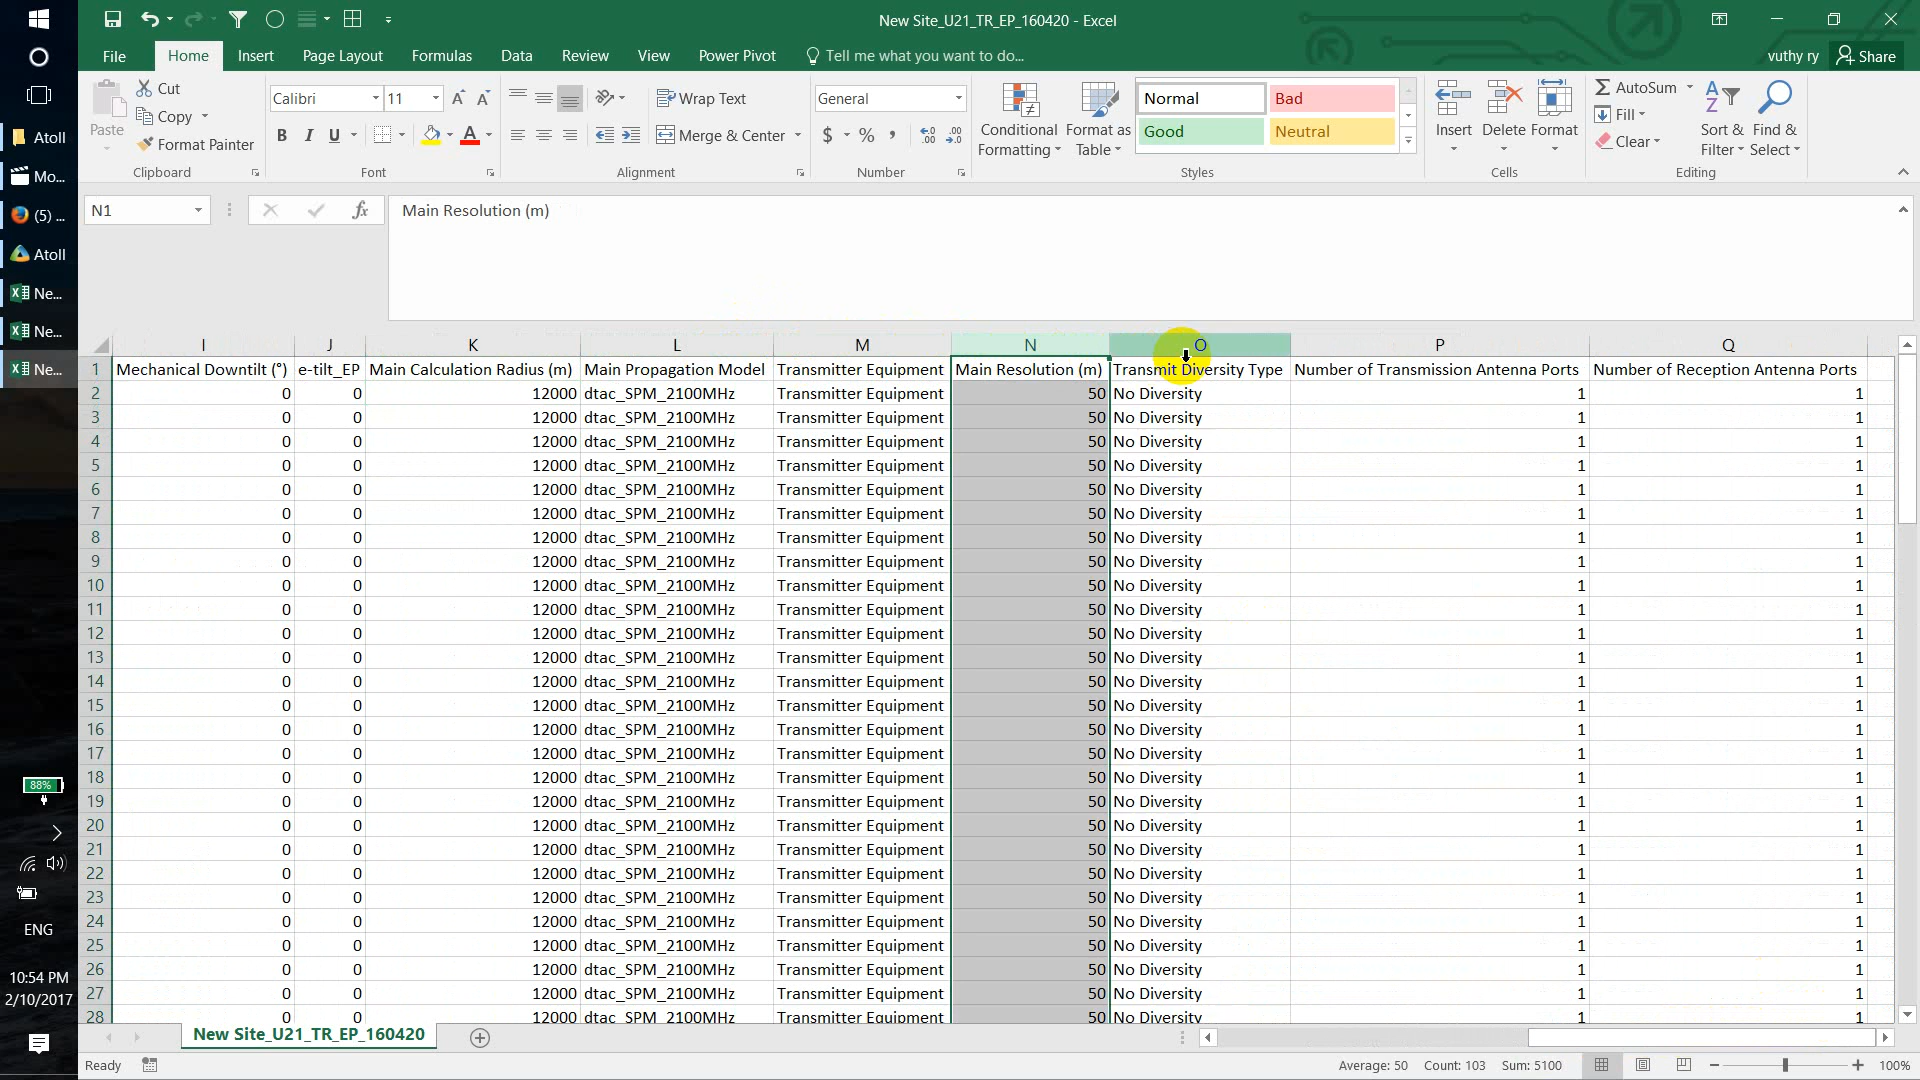 New Site_U21_TR_EP_160420 - Excel
File Home Insert Page Layout Formulas Data Review View Power Pivot Tell me what you want to do... vuthy ry Share
Paste Cut Copy Format Painter Clipboard
Calibri 11 B I U A Font
Wrap Text Merge & Center Alignment
General $ % , Number
Conditional Formatting Format as Table Normal Bad Good Neutral Styles
Insert Delete Format Cells
AutoSum Fill Clear Sort & Filter Find & Select Editing
N1 fx Main Resolution (m)
I J K L M N O P Q
1 Mechanical Downtilt (°) e-tilt_EP Main Calculation Radius (m) Main Propagation Model Transmitter Equipment Main Resolution (m) Transmit Diversity Type Number of Transmission Antenna Ports Number of Reception Antenna Ports
2 0 0 12000 dtac_SPM_2100MHz Transmitter Equipment 50 No Diversity 1 1
3 0 0 12000 dtac_SPM_2100MHz Transmitter Equipment 50 No Diversity 1 1
4 0 0 12000 dtac_SPM_2100MHz Transmitter Equipment 50 No Diversity 1 1
5 0 0 12000 dtac_SPM_2100MHz Transmitter Equipment 50 No Diversity 1 1
6 0 0 12000 dtac_SPM_2100MHz Transmitter Equipment 50 No Diversity 1 1
7 0 0 12000 dtac_SPM_2100MHz Transmitter Equipment 50 No Diversity 1 1
8 0 0 12000 dtac_SPM_2100MHz Transmitter Equipment 50 No Diversity 1 1
9 0 0 12000 dtac_SPM_2100MHz Transmitter Equipment 50 No Diversity 1 1
10 0 0 12000 dtac_SPM_2100MHz Transmitter Equipment 50 No Diversity 1 1
11 0 0 12000 dtac_SPM_2100MHz Transmitter Equipment 50 No Diversity 1 1
12 0 0 12000 dtac_SPM_2100MHz Transmitter Equipment 50 No Diversity 1 1
13 0 0 12000 dtac_SPM_2100MHz Transmitter Equipment 50 No Diversity 1 1
14 0 0 12000 dtac_SPM_2100MHz Transmitter Equipment 50 No Diversity 1 1
15 0 0 12000 dtac_SPM_2100MHz Transmitter Equipment 50 No Diversity 1 1
16 0 0 12000 dtac_SPM_2100MHz Transmitter Equipment 50 No Diversity 1 1
17 0 0 12000 dtac_SPM_2100MHz Transmitter Equipment 50 No Diversity 1 1
18 0 0 12000 dtac_SPM_2100MHz Transmitter Equipment 50 No Diversity 1 1
19 0 0 12000 dtac_SPM_2100MHz Transmitter Equipment 50 No Diversity 1 1
20 0 0 12000 dtac_SPM_2100MHz Transmitter Equipment 50 No Diversity 1 1
21 0 0 12000 dtac_SPM_2100MHz Transmitter Equipment 50 No Diversity 1 1
22 0 0 12000 dtac_SPM_2100MHz Transmitter Equipment 50 No Diversity 1 1
23 0 0 12000 dtac_SPM_2100MHz Transmitter Equipment 50 No Diversity 1 1
24 0 0 12000 dtac_SPM_2100MHz Transmitter Equipment 50 No Diversity 1 1
25 0 0 12000 dtac_SPM_2100MHz Transmitter Equipment 50 No Diversity 1 1
26 0 0 12000 dtac_SPM_2100MHz Transmitter Equipment 50 No Diversity 1 1
27 0 0 12000 dtac_SPM_2100MHz Transmitter Equipment 50 No Diversity 1 1
28 0 0 12000 dtac_SPM_2100MHz Transmitter Equipment 50 No Diversity 1 1
New Site_U21_TR_EP_160420
Ready Average: 50 Count: 103 Sum: 5100 100%
Atoll
Mo...
(5) ...
Atoll
Ne...
Ne...
Ne...
88%
ENG
10:54 PM
2/10/2017